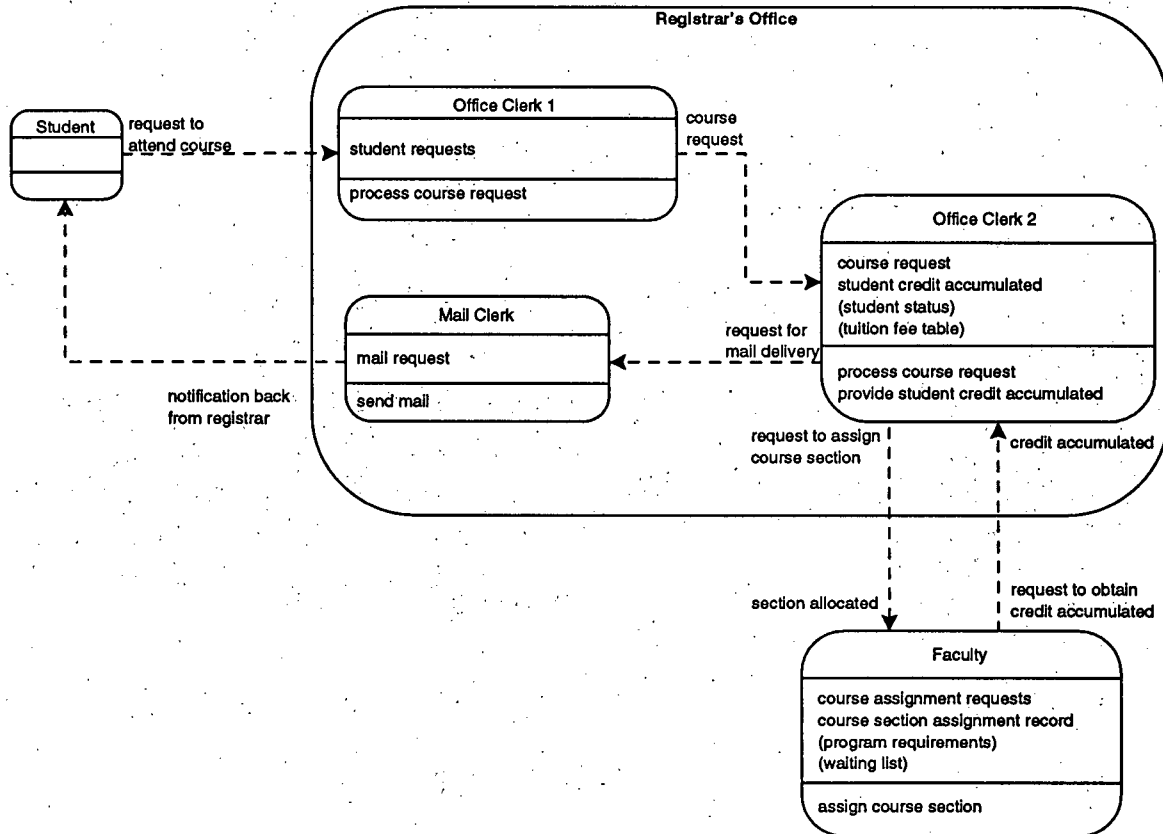 Registrar's Office
Student
request to
attend course
Office Clerk 1
student requests
process course request
course
request
Office Clerk 2
course request
student credit accumulated
(student status)
(tuition fee table)
process course request
provide student credit accumulated
Mail Clerk
mail request
send mail
request for
mail delivery
notification back
from registrar
request to assign
course section
credit accumulated
section allocated
request to obtain
credit accumulated
Faculty
course assignment requests
course section assignment record
(program requirements)
(waiting list)
assign course section